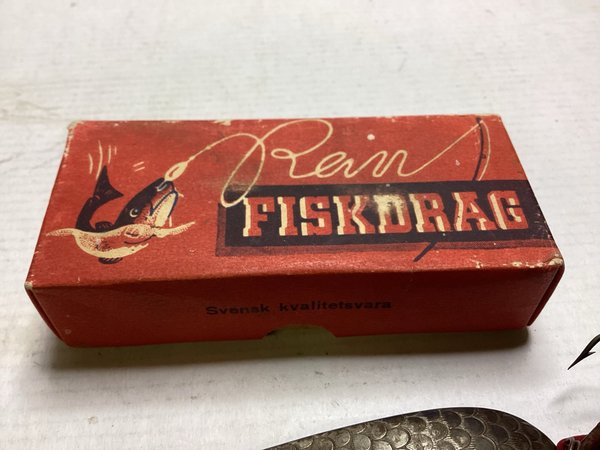 Rein
FISKDRAG
Svensk kvalitetsvara